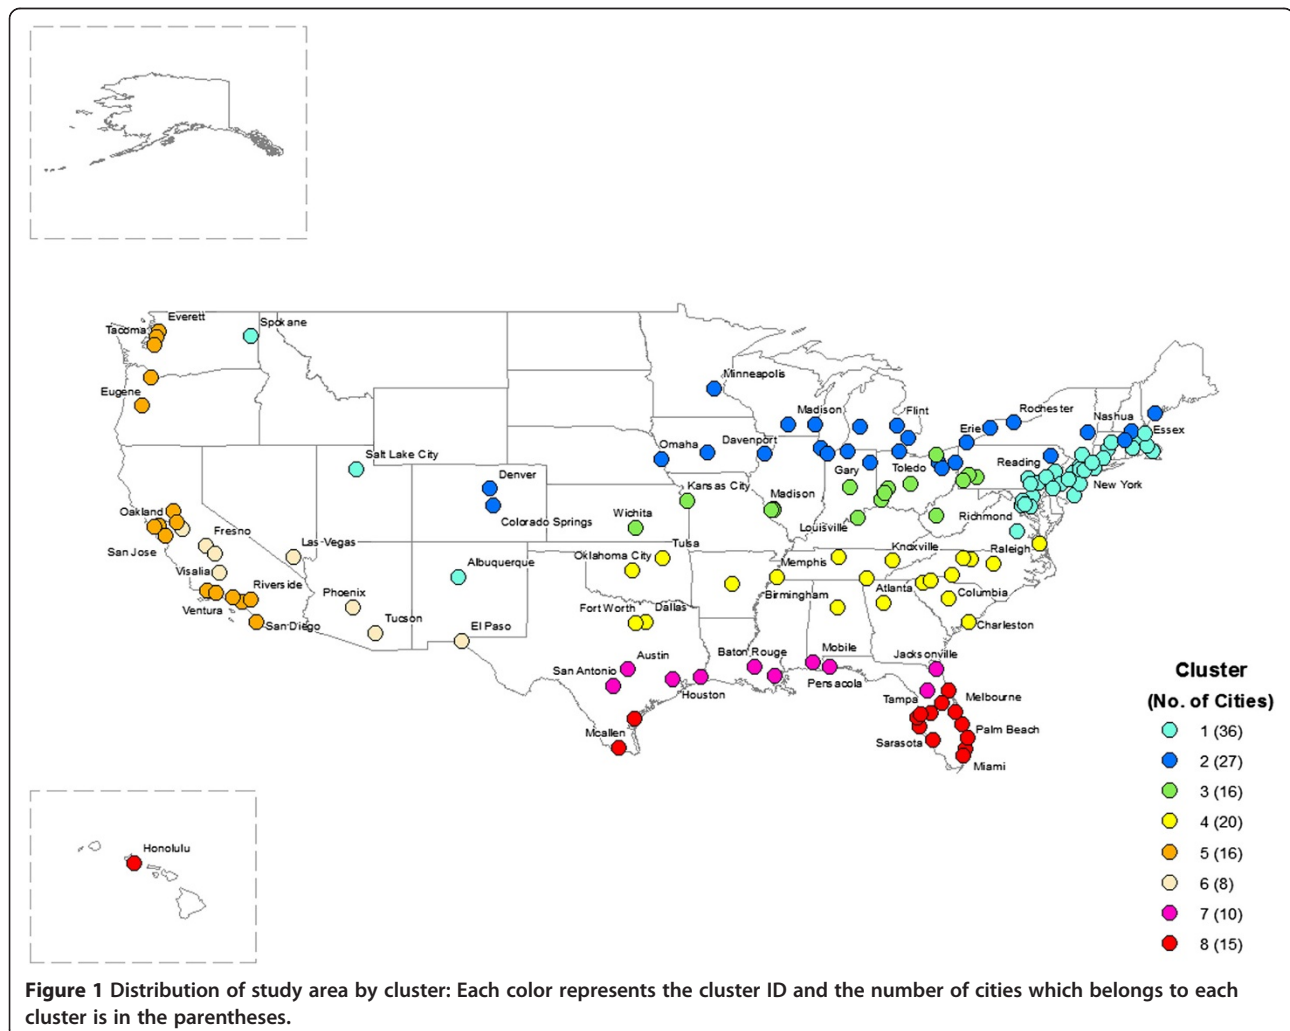 Everett
Tacoma
Spokane
Eugene
Minneapolis
Madison
Flint
Rochester
Nashua
Erie
Essex
Omaha
Davenport
Salt Lake City
Gary
Toledo
Reading
Denver
Kansas City
New York
Oakland
Colorado Springs
Madison
Wichita
Louisville
Richmond
Fresno
San Jose
Las Vegas
Tulsa
Knoxville
Raleigh
Oklahoma City
Albuquerque
Memphis
Visalia
Riverside
Phoenix
Birmingham
Atlanta
Columbia
Ventura
Fort Worth
Dallas
Tucson
San Diego
El Paso
Charleston
Austin
Baton Rouge
Mobile
Jacksonville
San Antonio
Houston
Pensacola
Tampa
Melbourne
Mcallen
Palm Beach
Sarasota
Miami
Honolulu
Cluster
(No. of Cities)
1 (36)
2 (27)
3 (16)
4 (20)
5 (16)
6 (8)
7 (10)
8 (15)
Figure 1 Distribution of study area by cluster: Each color represents the cluster ID and the number of cities which belongs to each
cluster is in the parentheses.